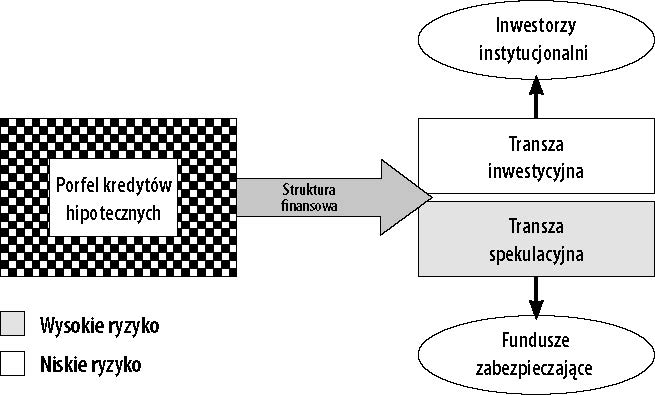 Inwestorzy
instytucjonalni
Porfel kredytów
hipotecznych
Struktura
finansowa
Transza
inwestycyjna
Transza
spekulacyjna
Wysokie ryzyko
Niskie ryzyko
Fundusze
zabezpieczające